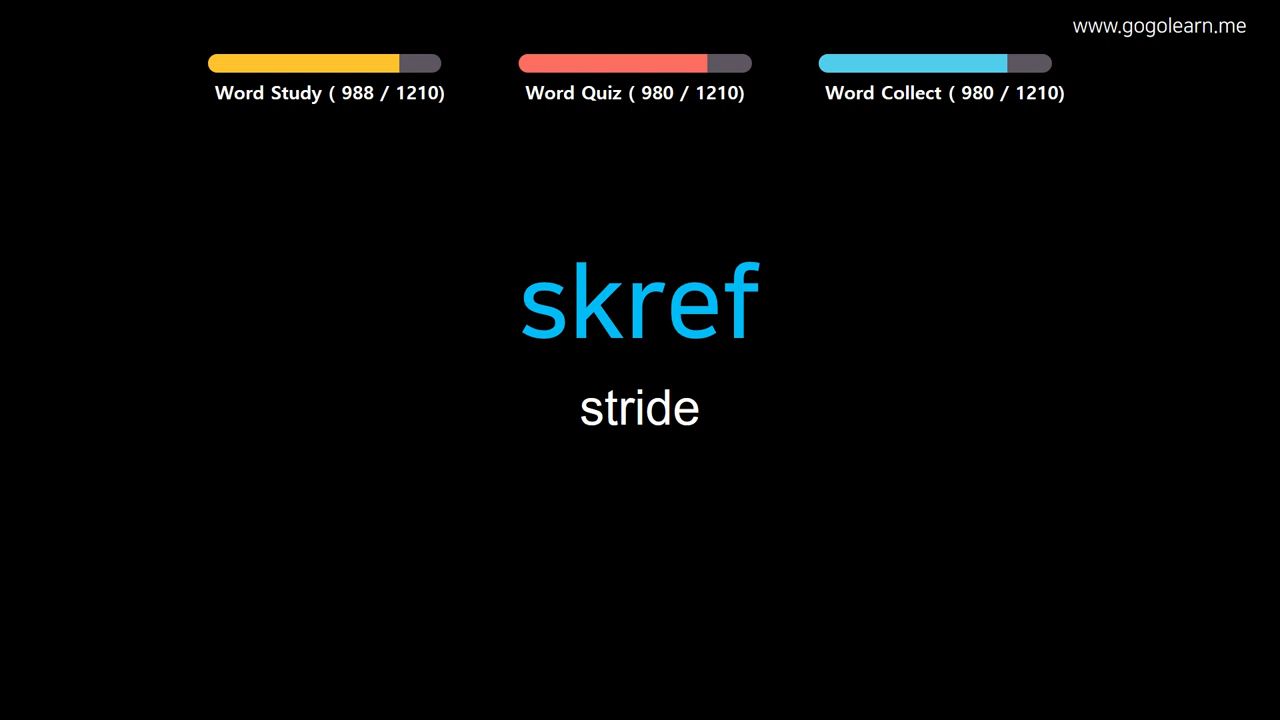 www.gogolearn.me
Word Study ( 988 / 1210)
Word Quiz ( 980 / 1210)
Word Collect ( 980 / 1210)
skref
stride